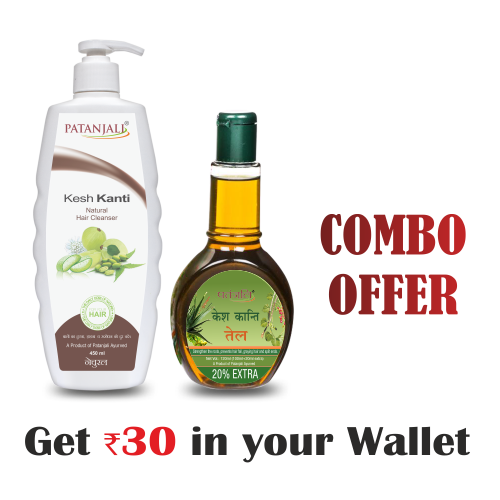 PATANJALI®
Kesh Kanti
Natural
Hair Cleanser
HAIR
A Product of Patanjali Ayurved
450 ml
नेचुरल
पतंजलि
केश कान्ति
तेल
20% EXTRA
COMBO
OFFER
Get ₹30 in your Wallet